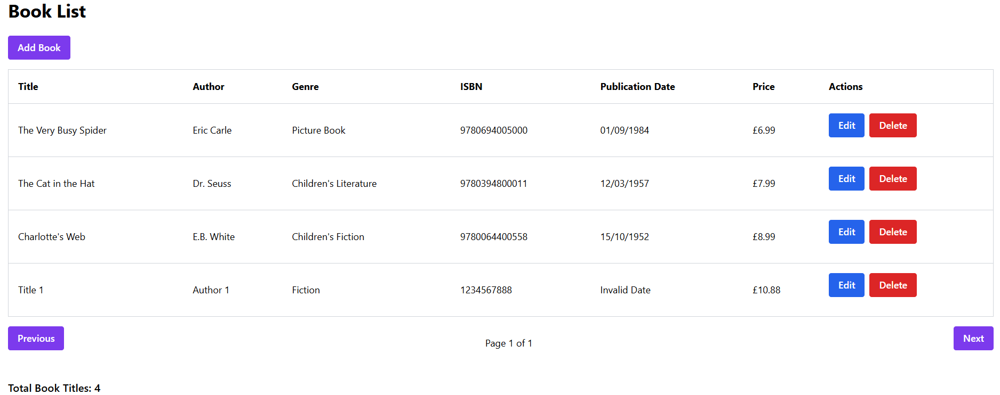 Book List
Add Book
Title Author Genre ISBN Publication Date Price Actions
The Very Busy Spider Eric Carle Picture Book 9780694005000 01/09/1984 £6.99 Edit Delete
The Cat in the Hat Dr. Seuss Children's Literature 9780394800011 12/03/1957 £7.99 Edit Delete
Charlotte's Web E.B. White Children's Fiction 9780064400558 15/10/1952 £8.99 Edit Delete
Title 1 Author 1 Fiction 1234567888 Invalid Date £10.88 Edit Delete
Previous Page 1 of 1 Next
Total Book Titles: 4